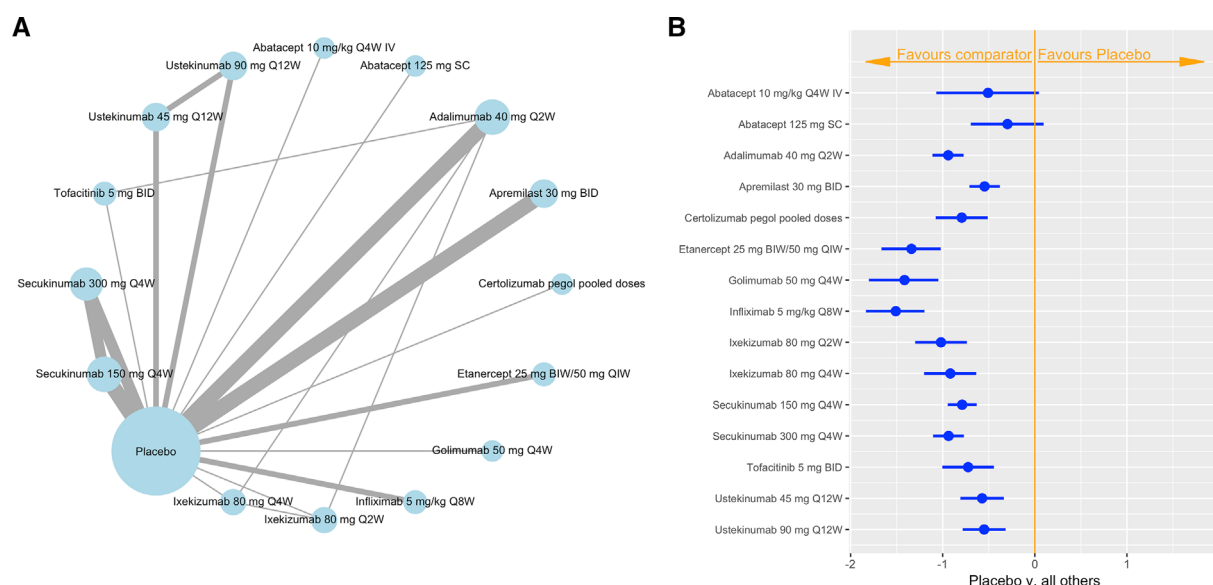 A
Abatacept 10 mg/kg Q4W IV
Ustekinumab 90 mg Q12W
Abatacept 125 mg SC
Ustekinumab 45 mg Q12W
Adalimumab 40 mg Q2W
Tofacitinib 5 mg BID
Apremilast 30 mg BID
Secukinumab 300 mg Q4W
Certolizumab pegol pooled doses
Secukinumab 150 mg Q4W
Etanercept 25 mg BIW/50 mg QIW
Placebo
Golimumab 50 mg Q4W
Ixekizumab 80 mg Q4W
Infliximab 5 mg/kg Q8W
Ixekizumab 80 mg Q2W
B
Favours comparator Favours Placebo
Abatacept 10 mg/kg Q4W IV
Abatacept 125 mg SC
Adalimumab 40 mg Q2W
Apremilast 30 mg BID
Certolizumab pegol pooled doses
Etanercept 25 mg BIW/50 mg QIW
Golimumab 50 mg Q4W
Infliximab 5 mg/kg Q8W
Ixekizumab 80 mg Q2W
Ixekizumab 80 mg Q4W
Secukinumab 150 mg Q4W
Secukinumab 300 mg Q4W
Tofacitinib 5 mg BID
Ustekinumab 45 mg Q12W
Ustekinumab 90 mg Q12W
-2 -1 0 1
Placebo v. all others